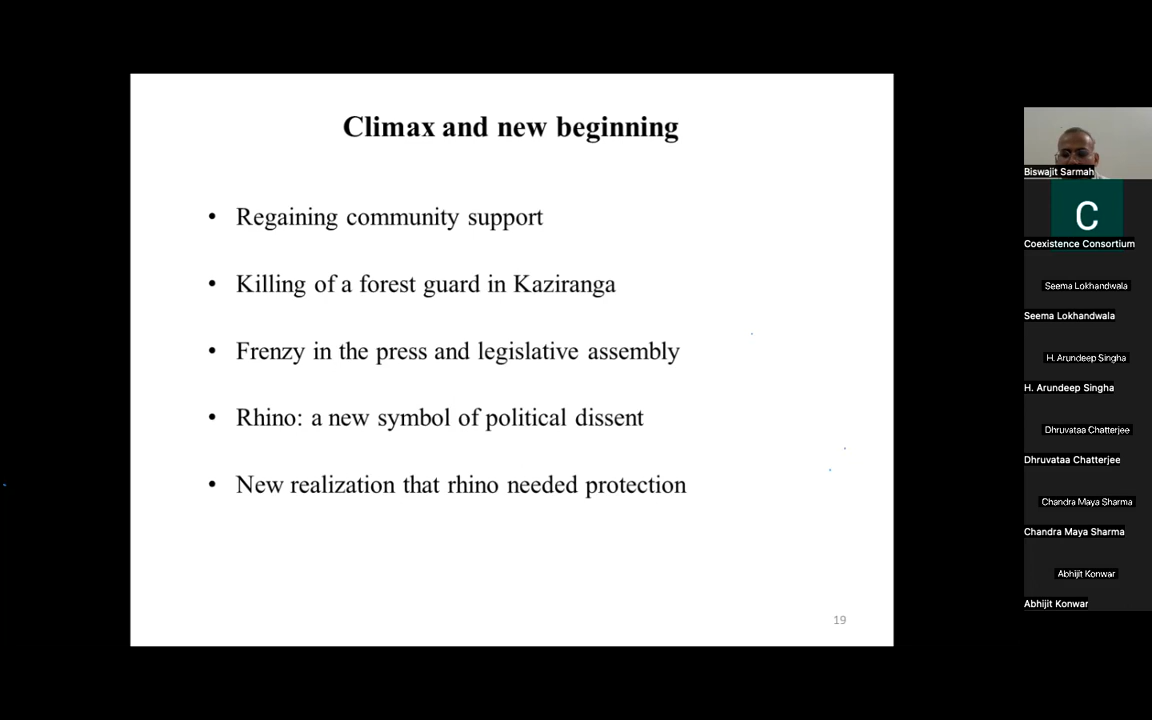 Climax and new beginning
• Regaining community support
• Killing of a forest guard in Kaziranga
• Frenzy in the press and legislative assembly
• Rhino: a new symbol of political dissent
• New realization that rhino needed protection
19
Biswajit Sarmah
C
Coexistence Consortium
Seema Lokhandwala
Seema Lokhandwala
H. Arundeep Singha
H. Arundeep Singha
Dhruvataa Chatterjee
Dhruvataa Chatterjee
Chandra Maya Sharma
Chandra Maya Sharma
Abhijit Konwar
Abhijit Konwar